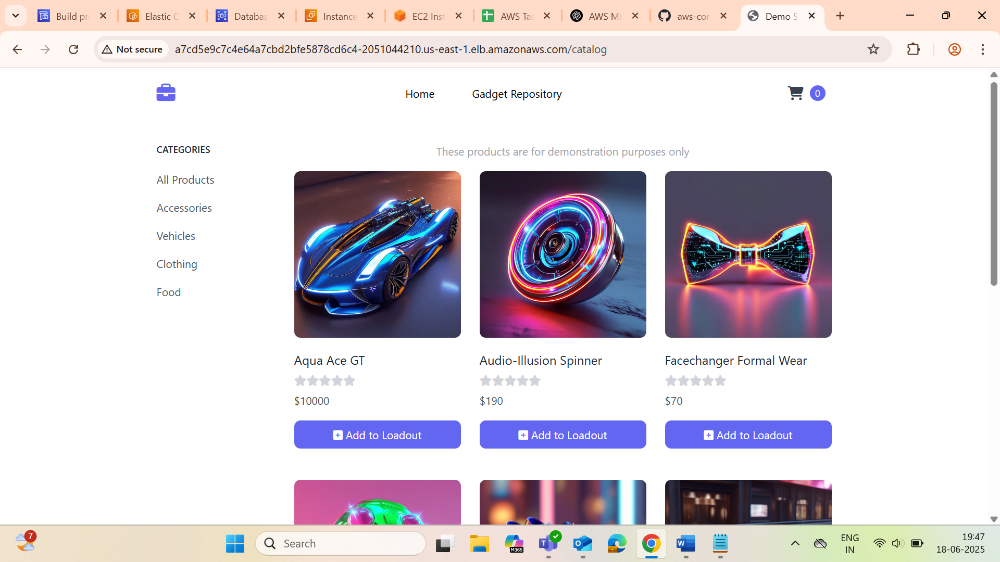 Build pr
Elastic C
Databas
Instance
EC2 Inst
AWS Tas
AWS Mi
aws-con
Demo S
Not secure
a7cd5e9c7c4e64a7cbd2bfe5878cd6c4-2051044210.us-east-1.elb.amazonaws.com/catalog
Home
Gadget Repository
0
CATEGORIES
All Products
Accessories
Vehicles
Clothing
Food
These products are for demonstration purposes only
Aqua Ace GT
$10000
Add to Loadout
Audio-Illusion Spinner
$190
Add to Loadout
Facechanger Formal Wear
$70
Add to Loadout
7
Search
M365
ENG
IN
19:47
18-06-2025